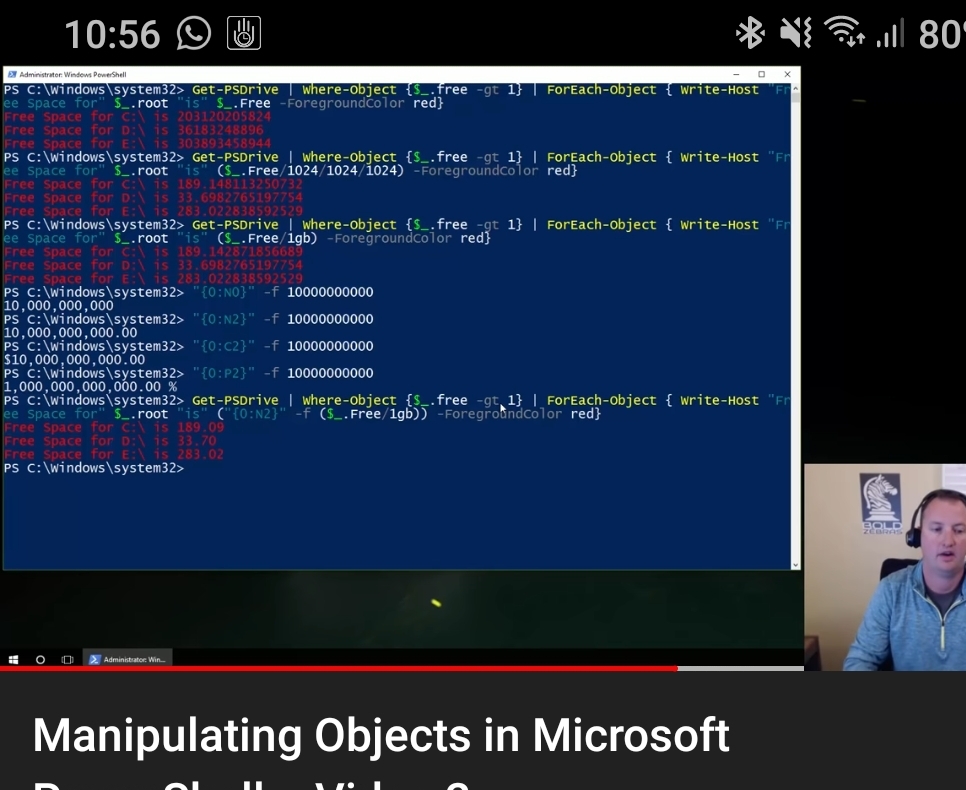 10:56
80
Administrator: Windows PowerShell
PS C:\Windows\system32> Get-PSDrive | Where-Object {$_.free -gt 1} | ForEach-Object { Write-Host "Fr
ee Space for" $_.root "is" $_.Free -ForegroundColor red}
Free Space for C:\ is 203120205824
Free Space for D:\ is 36183248896
Free Space for E:\ is 303893458944
PS C:\Windows\system32> Get-PSDrive | Where-Object {$_.free -gt 1} | ForEach-Object { Write-Host "Fr
ee Space for" $_.root "is" ($_.Free/1024/1024/1024) -ForegroundColor red}
Free Space for C:\ is 189.148113250732
Free Space for D:\ is 33.6982765197754
Free Space for E:\ is 283.022838592529
PS C:\Windows\system32> Get-PSDrive | Where-Object {$_.free -gt 1} | ForEach-Object { Write-Host "Fr
ee Space for" $_.root "is" ($_.Free/1gb) -ForegroundColor red}
Free Space for C:\ is 189.142871856689
Free Space for D:\ is 33.6982765197754
Free Space for E:\ is 283.022838592529
PS C:\Windows\system32> "{0:N0}" -f 10000000000
10,000,000,000
PS C:\Windows\system32> "{0:N2}" -f 10000000000
10,000,000,000.00
PS C:\Windows\system32> "{0:C2}" -f 10000000000
$10,000,000,000.00
PS C:\Windows\system32> "{0:P2}" -f 10000000000
1,000,000,000,000.00 %
PS C:\Windows\system32> Get-PSDrive | Where-Object {$_.free -gt 1} | ForEach-Object { Write-Host "Fr
ee Space for" $_.root "is" ("{0:N2}" -f ($_.Free/1gb)) -ForegroundColor red}
Free Space for C:\ is 189.09
Free Space for D:\ is 33.70
Free Space for E:\ is 283.02
PS C:\Windows\system32>
BOLD
ZEBRAS
Administrator: Win...
Manipulating Objects in Microsoft